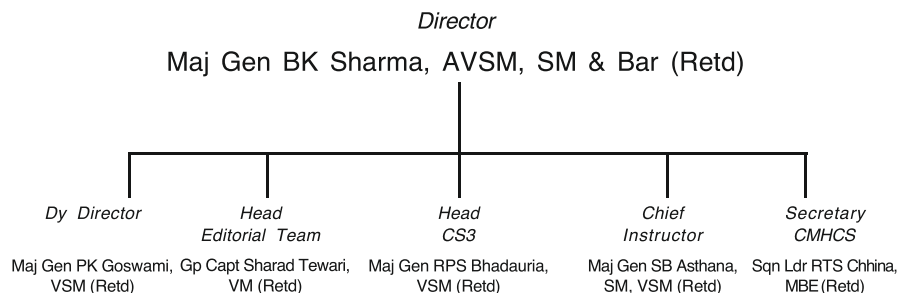 Director
Maj Gen BK Sharma, AVSM, SM & Bar (Retd)
Dy Director
Maj Gen PK Goswami,
VSM (Retd)
Head
Editorial Team
Gp Capt Sharad Tewari,
VM (Retd)
Head
CS3
Maj Gen RPS Bhadauria,
VSM (Retd)
Chief
Instructor
Maj Gen SB Asthana,
SM, VSM (Retd)
Secretary
CMHCS
Sqn Ldr RTS Chhina,
MBE (Retd)